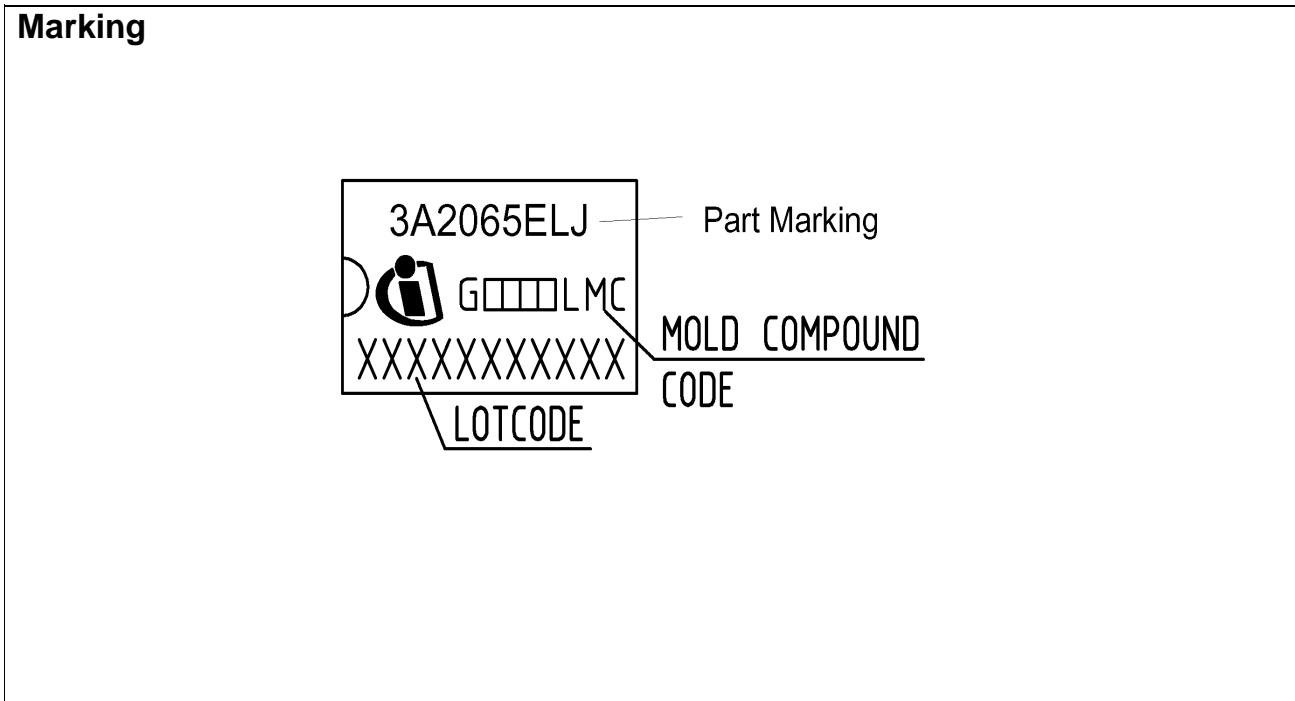 Marking
3A2065ELJ
Part Marking
G□□□□LMC
MOLD COMPOUND
CODE
XXXXXXXXXXX
LOTCODE